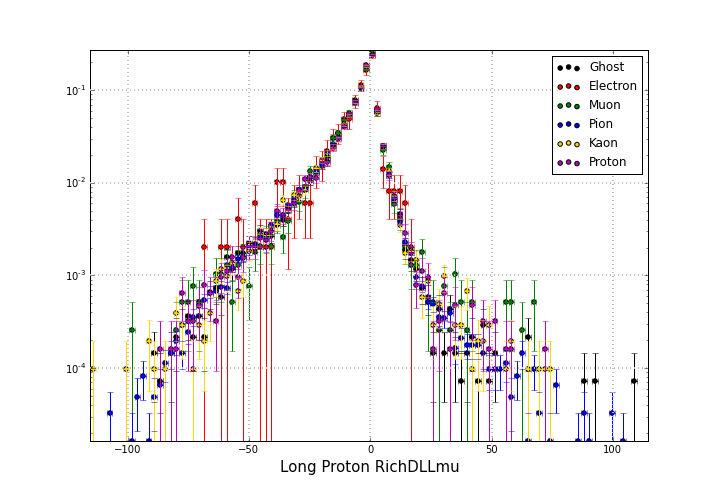 10⁻¹
10⁻²
10⁻³
10⁻⁴
Ghost
Electron
Muon
Pion
Kaon
Proton
−100 −50 0 50 100
Long Proton RichDLLmu